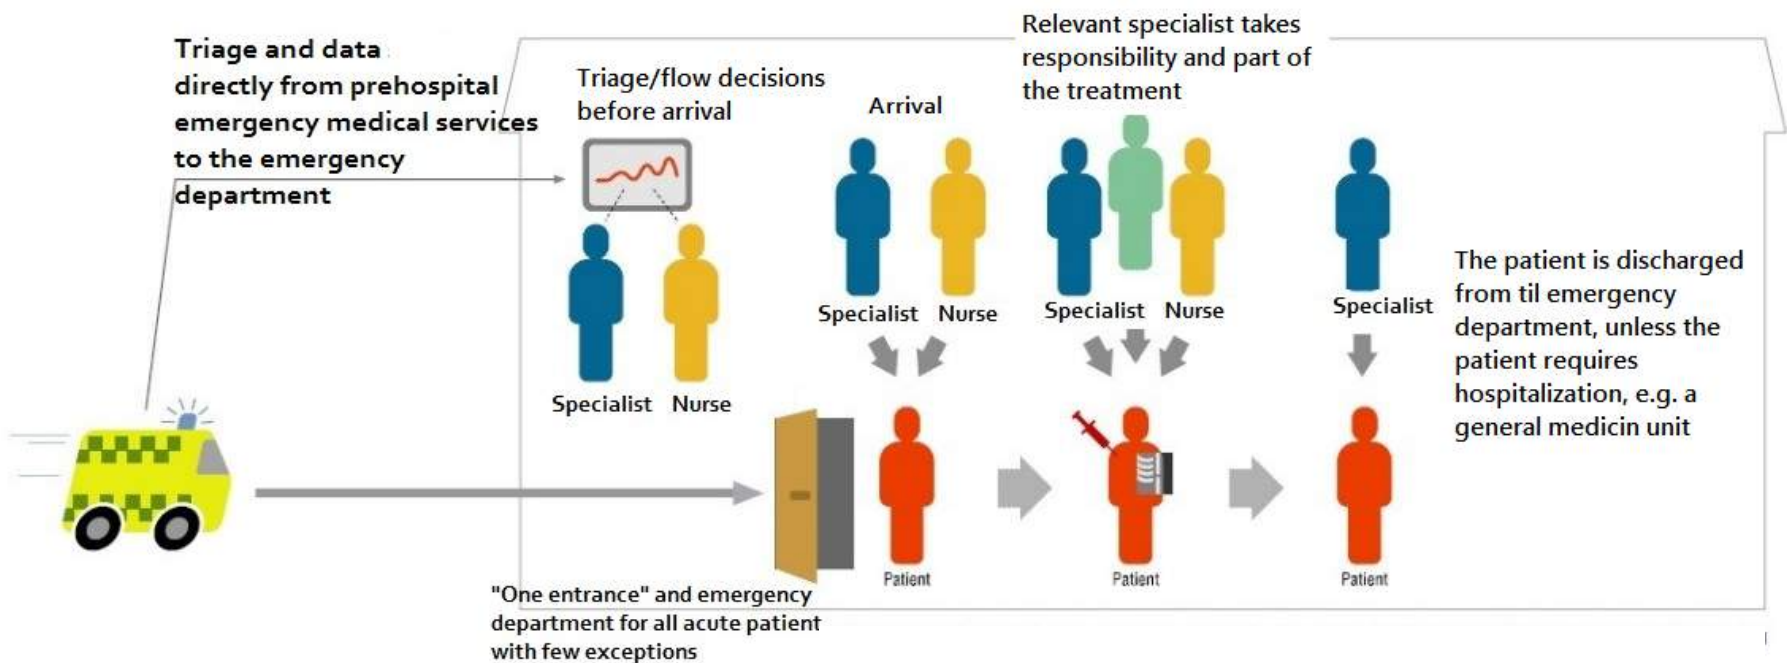 Triage and data
directly from prehospital
emergency medical services
to the emergency
department
Triage/flow decisions
before arrival
Specialist Nurse
"One entrance" and emergency
department for all acute patient
with few exceptions
Arrival
Specialist Nurse
Patient
Relevant specialist takes
responsibility and part of
the treatment
Specialist Nurse
Patient
Specialist
Patient
The patient is discharged
from til emergency
department, unless the
patient requires
hospitalization, e.g. a
general medicin unit